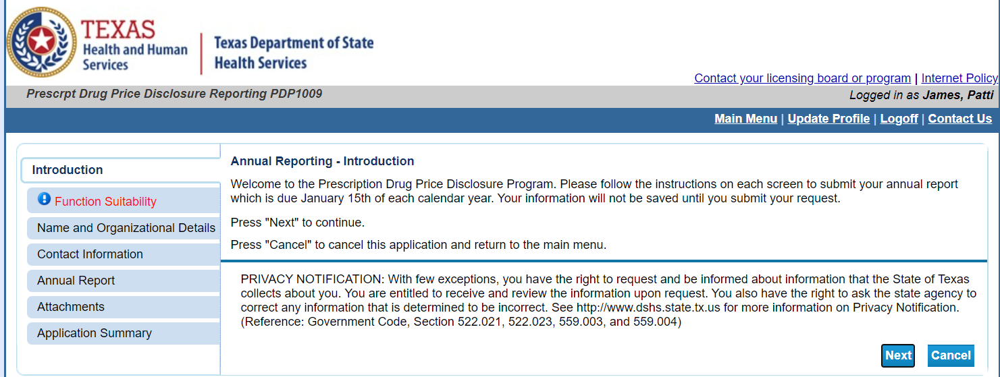 TEXAS
Health and Human
Services
Texas Department of State
Health Services
Contact your licensing board or program | Internet Policy
Prescrpt Drug Price Disclosure Reporting PDP1009
Logged in as James, Patti
Main Menu | Update Profile | Logoff | Contact Us
Introduction
Function Suitability
Name and Organizational Details
Contact Information
Annual Report
Attachments
Application Summary
Annual Reporting - Introduction
Welcome to the Prescription Drug Price Disclosure Program. Please follow the instructions on each screen to submit your annual report
which is due January 15th of each calendar year. Your information will not be saved until you submit your request.
Press "Next" to continue.
Press "Cancel" to cancel this application and return to the main menu.
PRIVACY NOTIFICATION: With few exceptions, you have the right to request and be informed about information that the State of Texas
collects about you. You are entitled to receive and review the information upon request. You also have the right to ask the state agency to
correct any information that is determined to be incorrect. See http://www.dshs.state.tx.us for more information on Privacy Notification.
(Reference: Government Code, Section 522.021, 522.023, 559.003, and 559.004)
Next Cancel